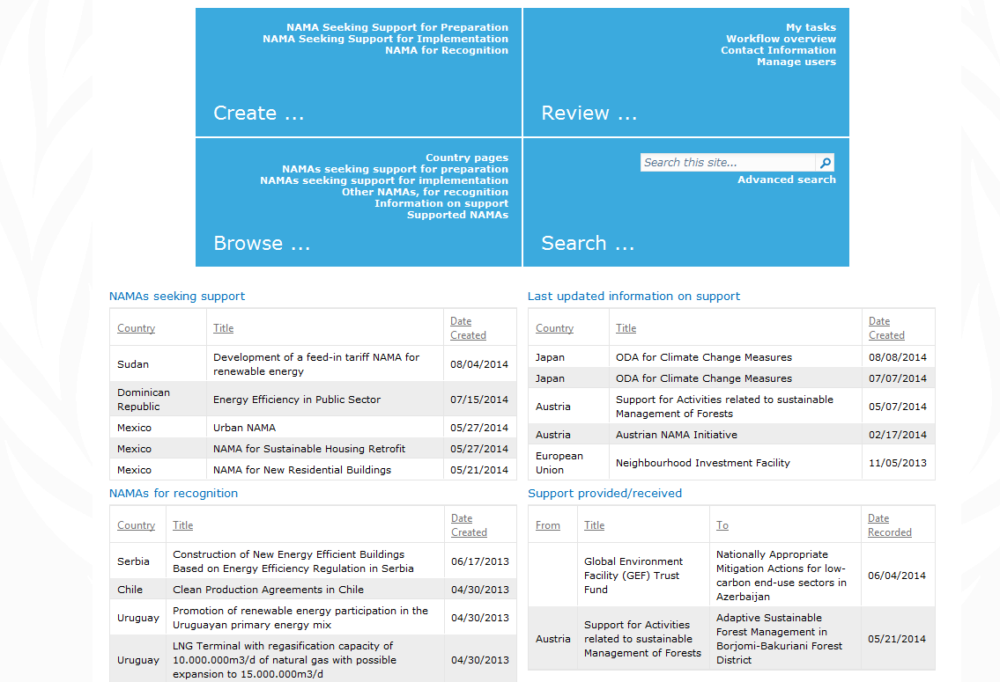 NAMA Seeking Support for Preparation
NAMA Seeking Support for Implementation
NAMA for Recognition
Create ...
My tasks
Workflow overview
Contact Information
Manage users
Review ...
Country pages
NAMAs seeking support for preparation
NAMAs seeking support for implementation
Other NAMAs, for recognition
Information on support
Supported NAMAs
Browse ...
Search this site...
Advanced search
Search ...
NAMAs seeking support
Country Title Date
Created
Sudan Development of a feed-in tariff NAMA for
renewable energy 08/04/2014
Dominican
Republic Energy Efficiency in Public Sector 07/15/2014
Mexico Urban NAMA 05/27/2014
Mexico NAMA for Sustainable Housing Retrofit 05/27/2014
Mexico NAMA for New Residential Buildings 05/21/2014
Last updated information on support
Country Title Date
Created
Japan ODA for Climate Change Measures 08/08/2014
Japan ODA for Climate Change Measures 07/07/2014
Austria Support for Activities related to sustainable
Management of Forests 05/07/2014
Austria Austrian NAMA Initiative 02/17/2014
European
Union Neighbourhood Investment Facility 11/05/2013
NAMAs for recognition
Country Title Date
Created
Serbia Construction of New Energy Efficient Buildings
Based on Energy Efficiency Regulation in Serbia 06/17/2013
Chile Clean Production Agreements in Chile 04/30/2013
Uruguay Promotion of renewable energy participation in the
Uruguayan primary energy mix 04/30/2013
Uruguay LNG Terminal with regasification capacity of
10.000.000m3/d of natural gas with possible
expansion to 15.000.000m3/d 04/30/2013
Support provided/received
From Title To Date
Recorded
Global Environment
Facility (GEF) Trust
Fund
Nationally Appropriate
Mitigation Actions for low-
carbon end-use sectors in
Azerbaijan
06/04/2014
Austria
Support for Activities
related to sustainable
Management of Forests
Adaptive Sustainable
Forest Management in
Borjomi-Bakuriani Forest
District
05/21/2014